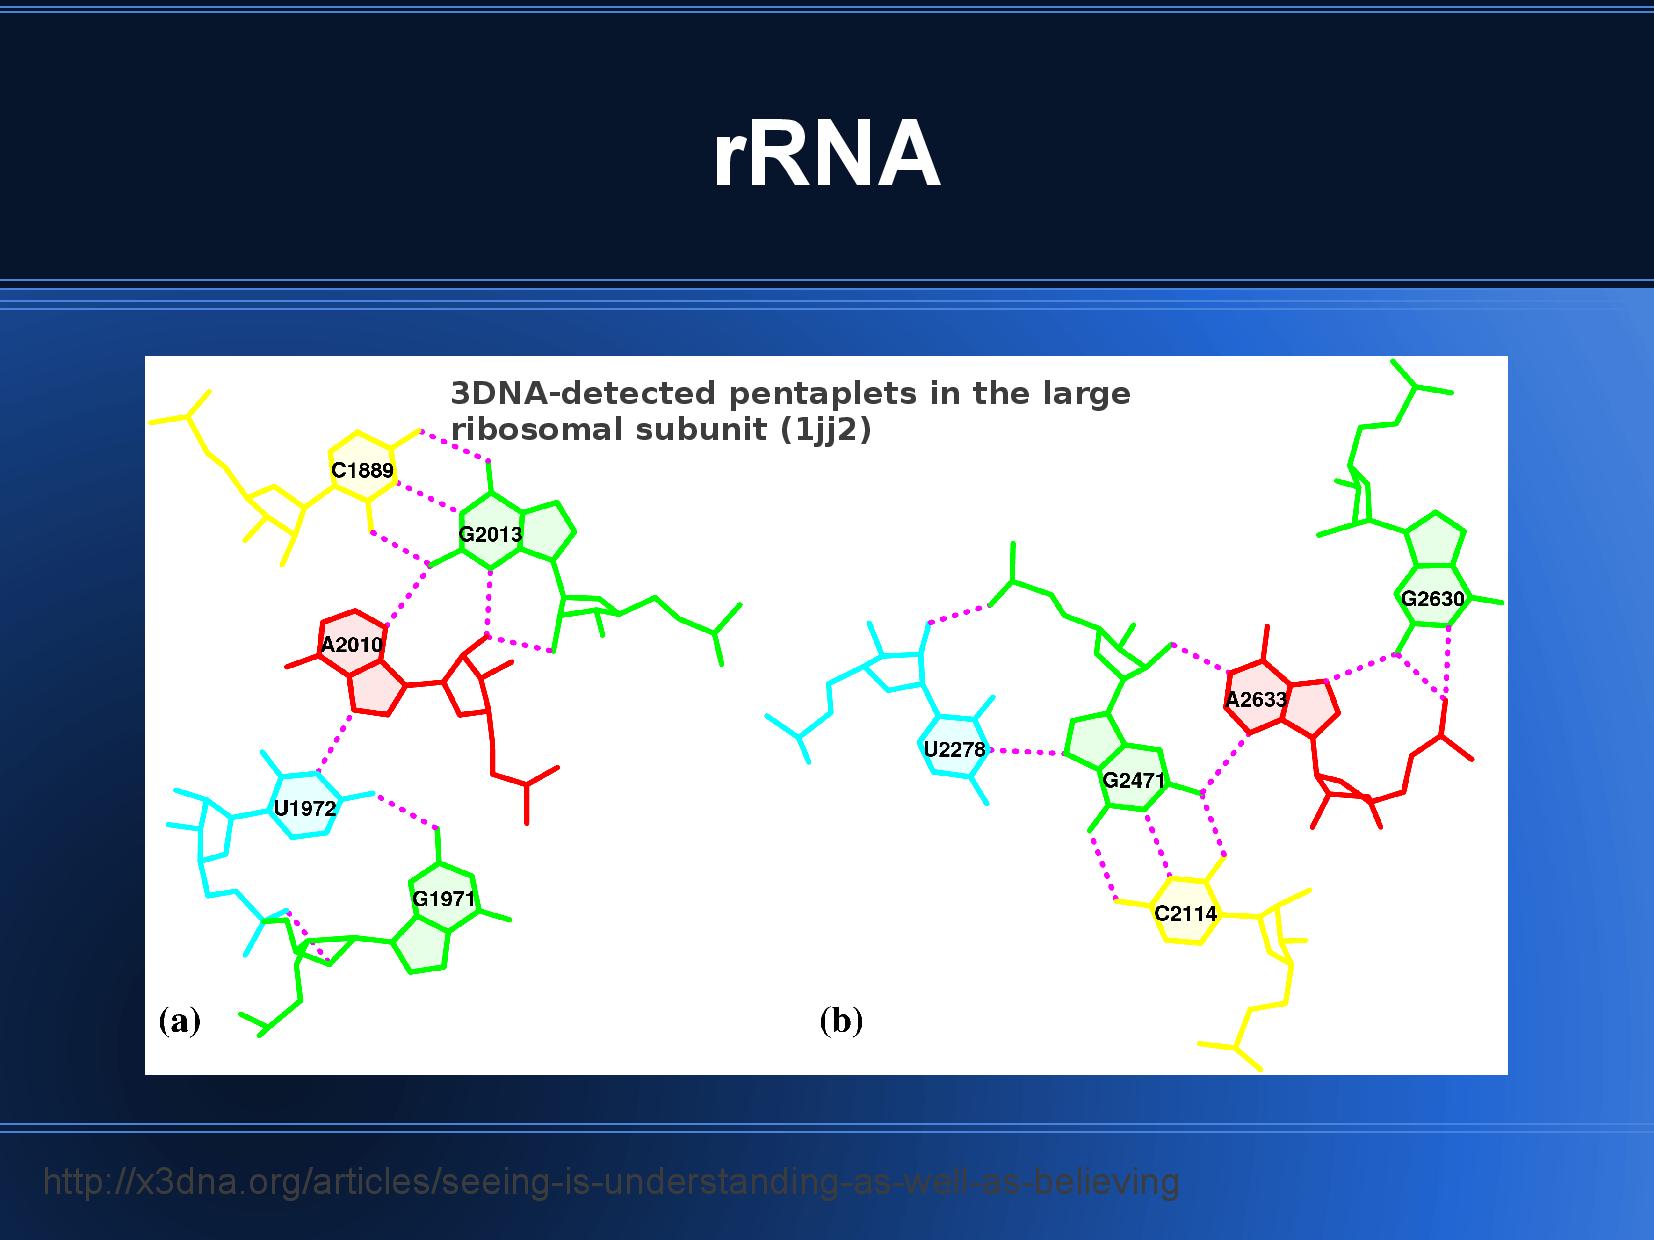 rRNA
3DNA-detected pentaplets in the large
ribosomal subunit (1jj2)
C1889
G2013
A2010
U1972
G1971
(a)
G2630
A2633
U2278
G2471
C2114
(b)
http://x3dna.org/articles/seeing-is-understanding-as-well-as-believing